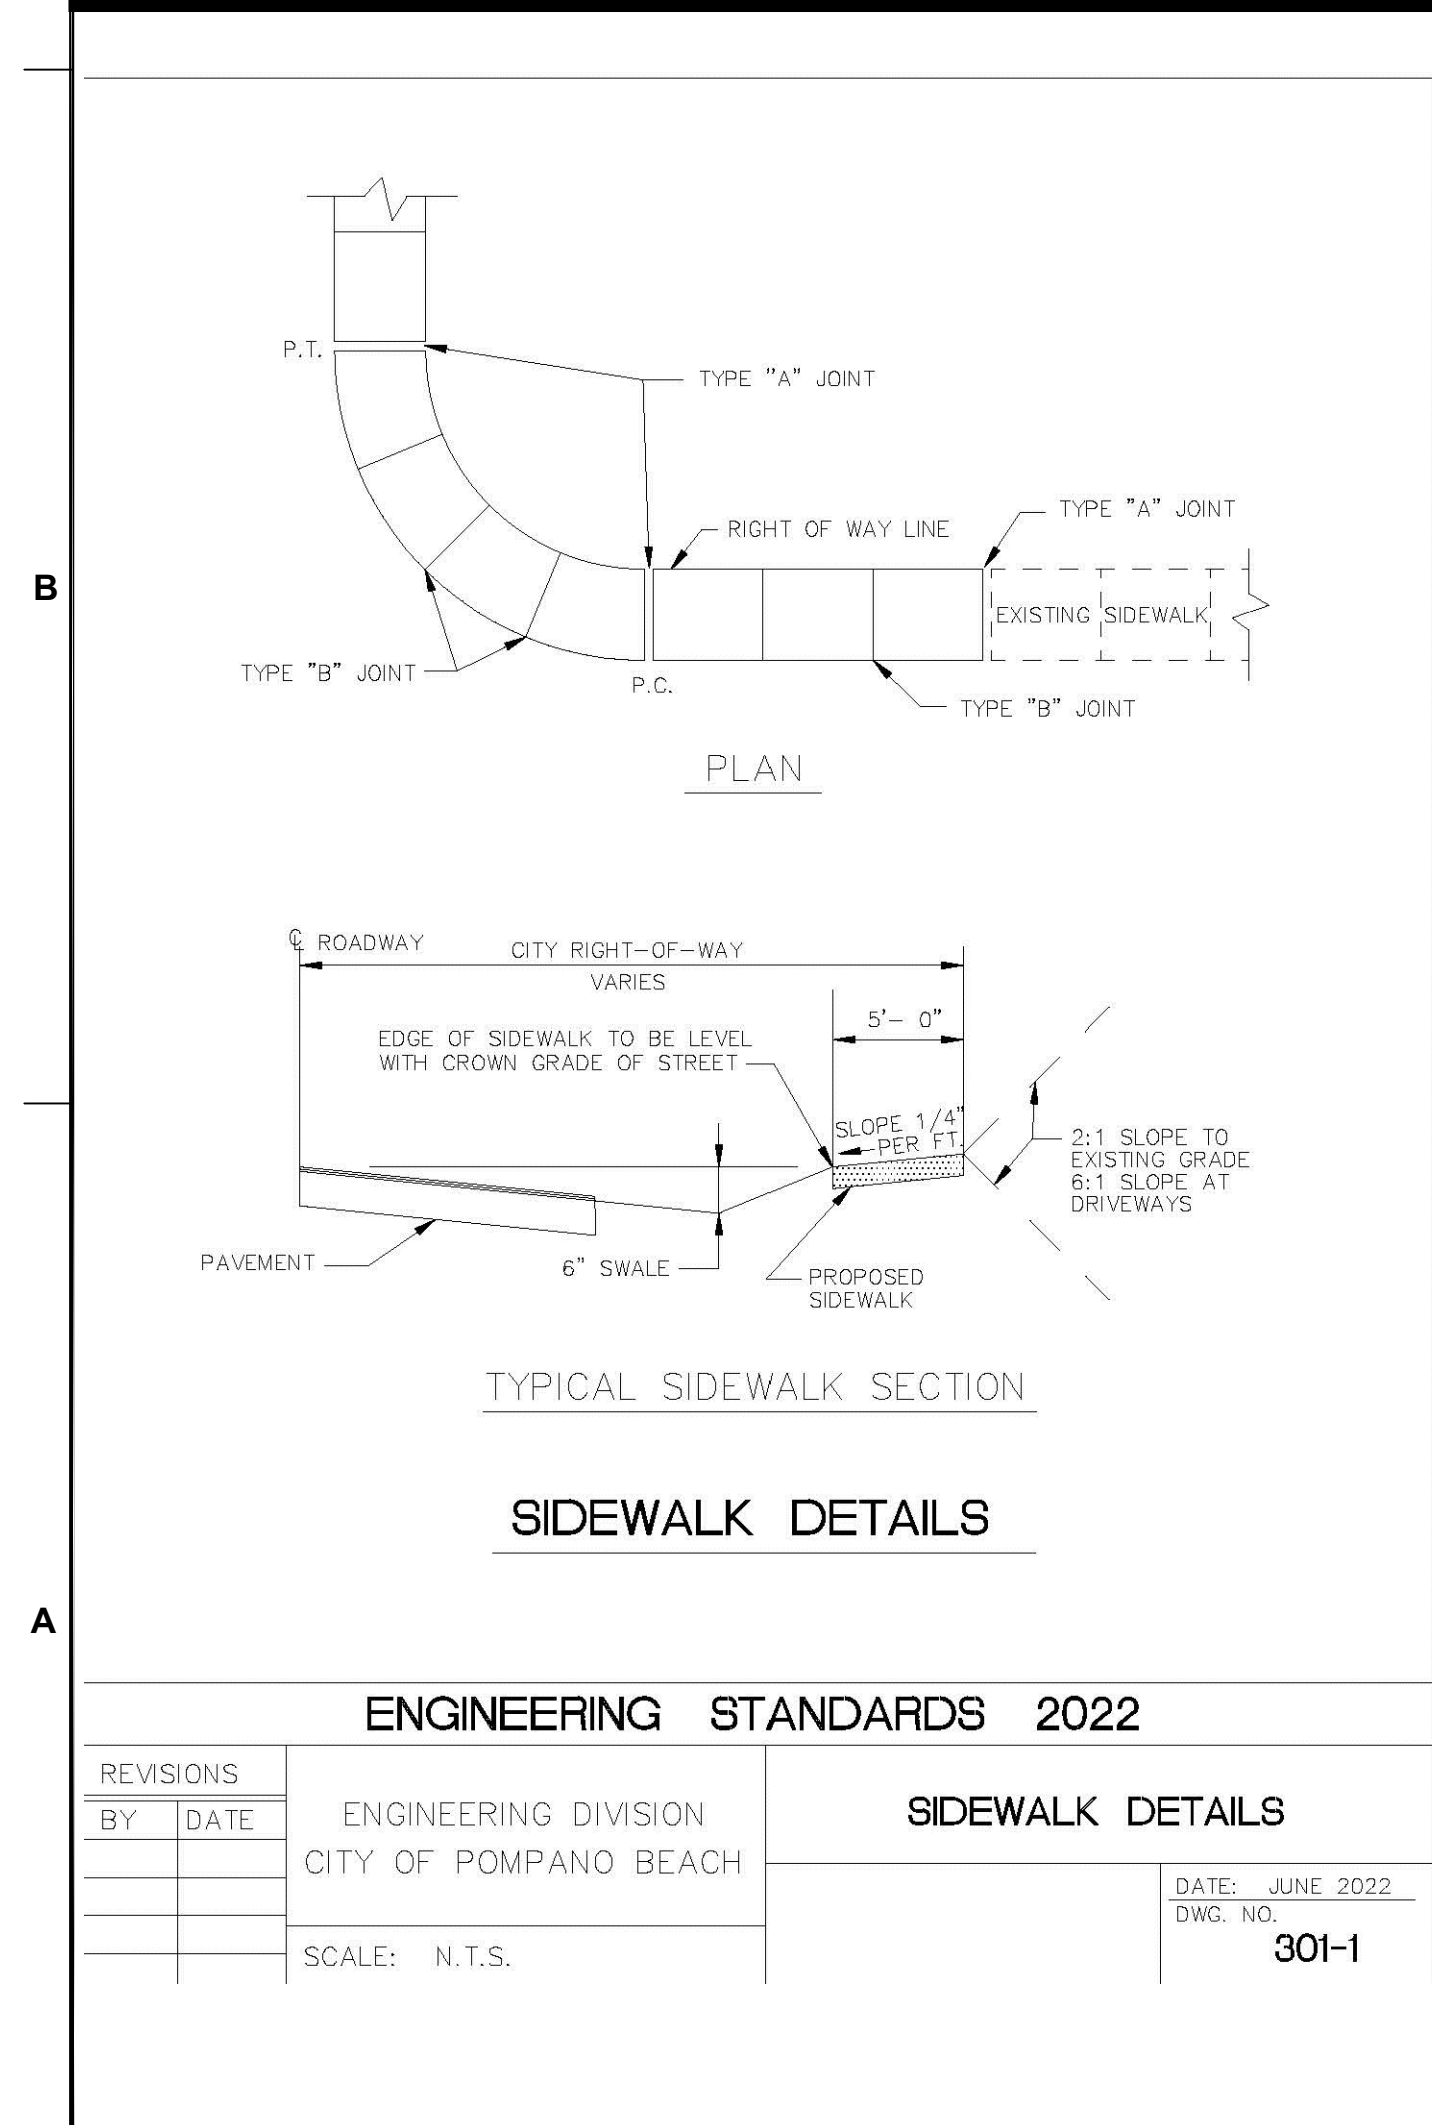 P.T.
TYPE "A" JOINT
TYPE "A" JOINT
RIGHT OF WAY LINE
B
EXISTING SIDEWALK
TYPE "B" JOINT
P.C.
TYPE "B" JOINT
PLAN
℄ ROADWAY
CITY RIGHT-OF-WAY
VARIES
5'- 0"
EDGE OF SIDEWALK TO BE LEVEL
WITH CROWN GRADE OF STREET
SLOPE 1/4"
PER FT.
2:1 SLOPE TO
EXISTING GRADE
6:1 SLOPE AT
DRIVEWAYS
PAVEMENT
6" SWALE
PROPOSED
SIDEWALK
TYPICAL SIDEWALK SECTION
SIDEWALK DETAILS
A
ENGINEERING STANDARDS 2022
REVISIONS
BY DATE
ENGINEERING DIVISION
CITY OF POMPANO BEACH
SCALE: N.T.S.
SIDEWALK DETAILS
DATE: JUNE 2022
DWG. NO.
301-1